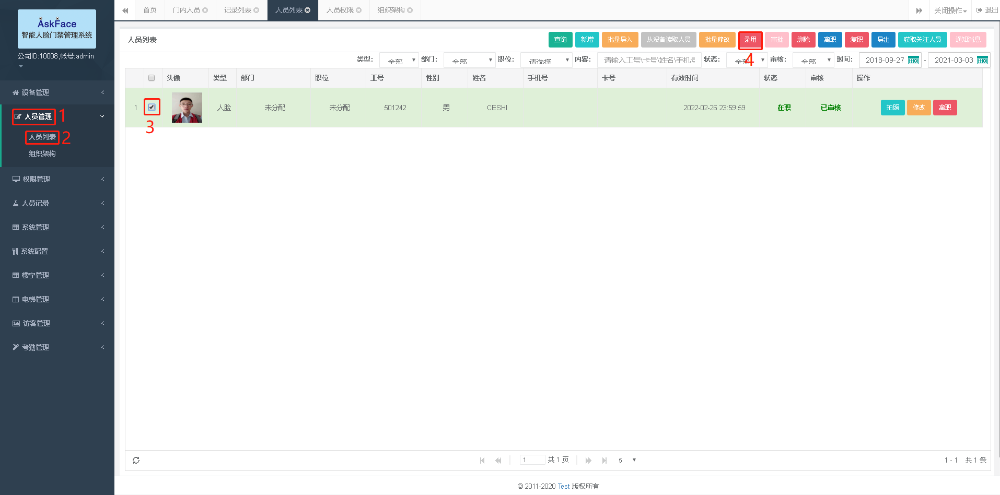 AskFace
智能人脸门禁管理系统
公司ID:10008,帐号:admin
设备管理
人员管理 1
人员列表 2
组织架构
权限管理
人员记录
系统管理
系统配置
楼宇管理
电梯管理
访客管理
考勤管理
首页 门内人员 记录列表 人员列表 人员权限 组织架构 关闭操作 退出
人员列表 查询 新增 批量导入 从设备读取人员 批量修改 录用 审批 删除 离职 复职 导出 获取关注人员 通知消息
类型: 全部 部门: 全部 职位: 请选择 内容: 请输入工号\卡号\姓名\手机号 状态: 全部 审核: 全部 时间: 2018-09-27 - 2021-03-03
4
头像 类型 部门 职位 工号 性别 姓名 手机号 卡号 有效时间 状态 审核 操作
1 人脸 未分配 未分配 501242 男 CESHI 2022-02-26 23:59:59 在职 已审核 拍照 修改 离职
3
1 共 1 页 5 1 - 1 共 1 条
© 2011-2020 Test 版权所有